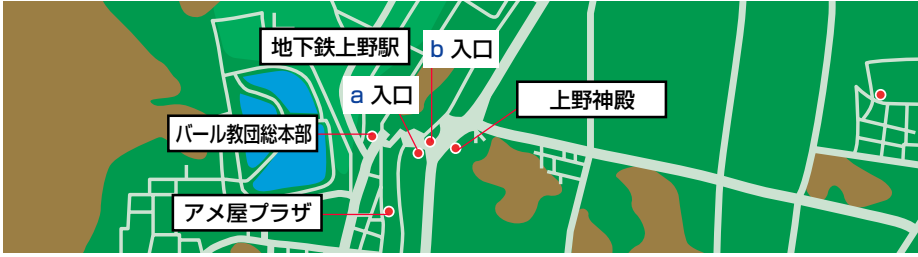 地下鉄上野駅
b 入口
a 入口
上野神殿
バール教団総本部
アメ屋プラザ